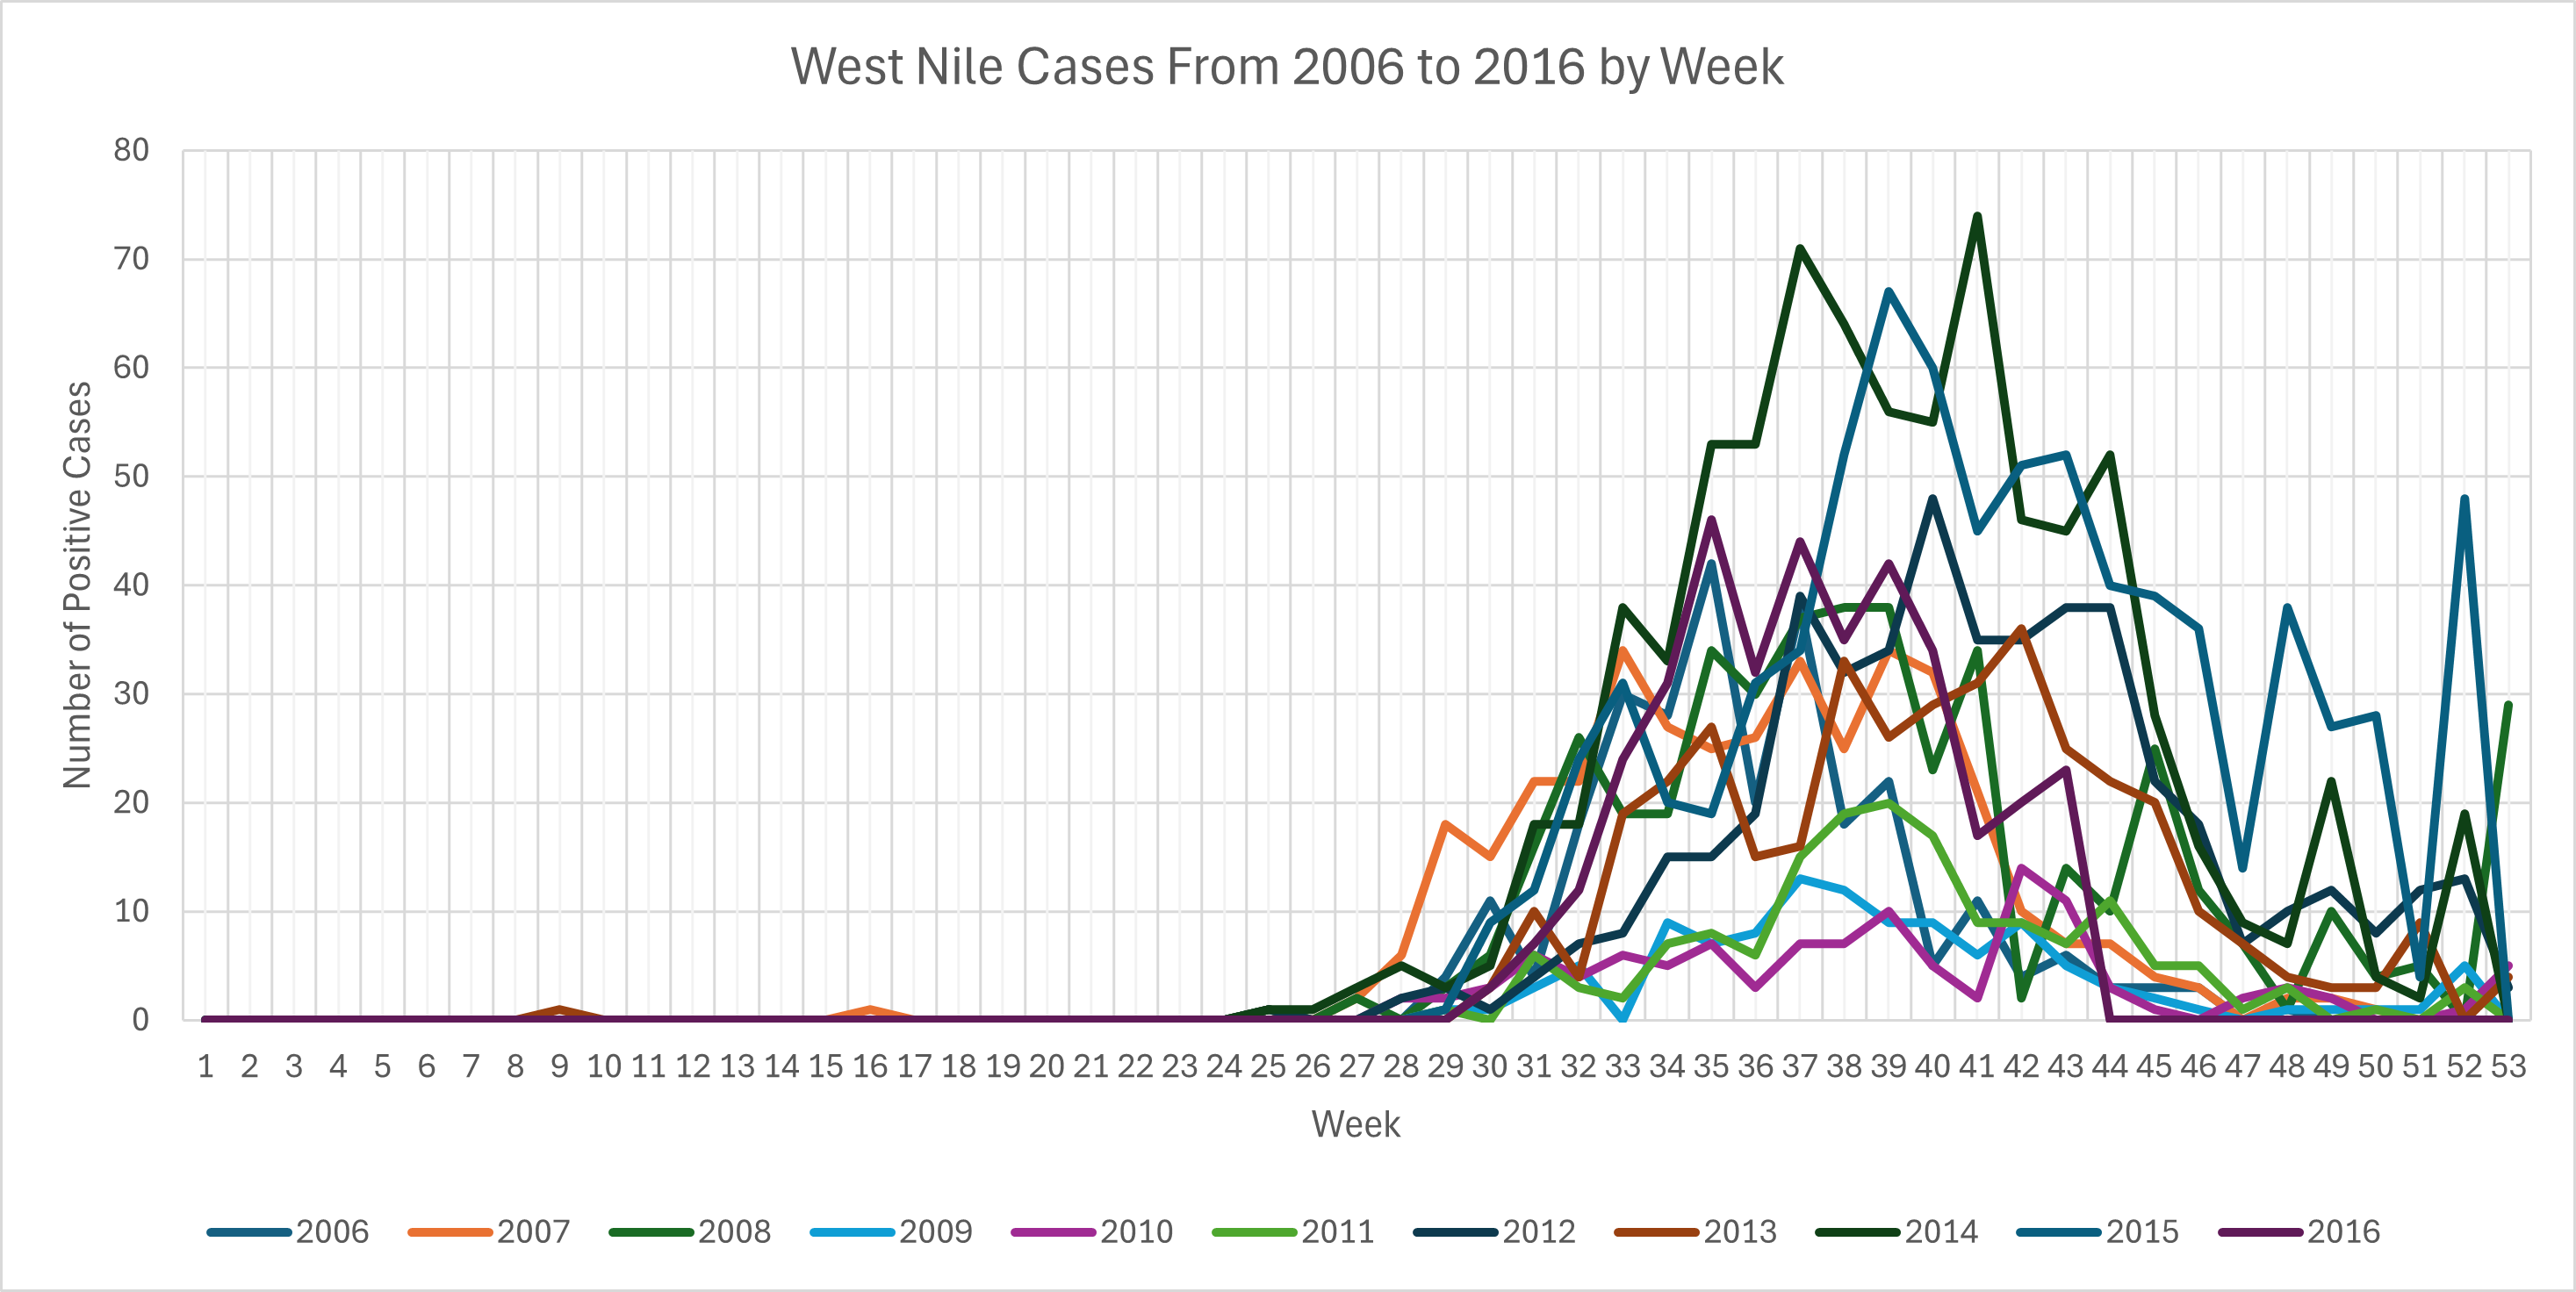 West Nile Cases From 2006 to 2016 by Week
80
70
60
50
40
30
20
10
0
Number of Positive Cases
1 2 3 4 5 6 7 8 9 10 11 12 13 14 15 16 17 18 19 20 21 22 23 24 25 26 27 28 29 30 31 32 33 34 35 36 37 38 39 40 41 42 43 44 45 46 47 48 49 50 51 52 53
Week
2006 2007 2008 2009 2010 2011 2012 2013 2014 2015 2016